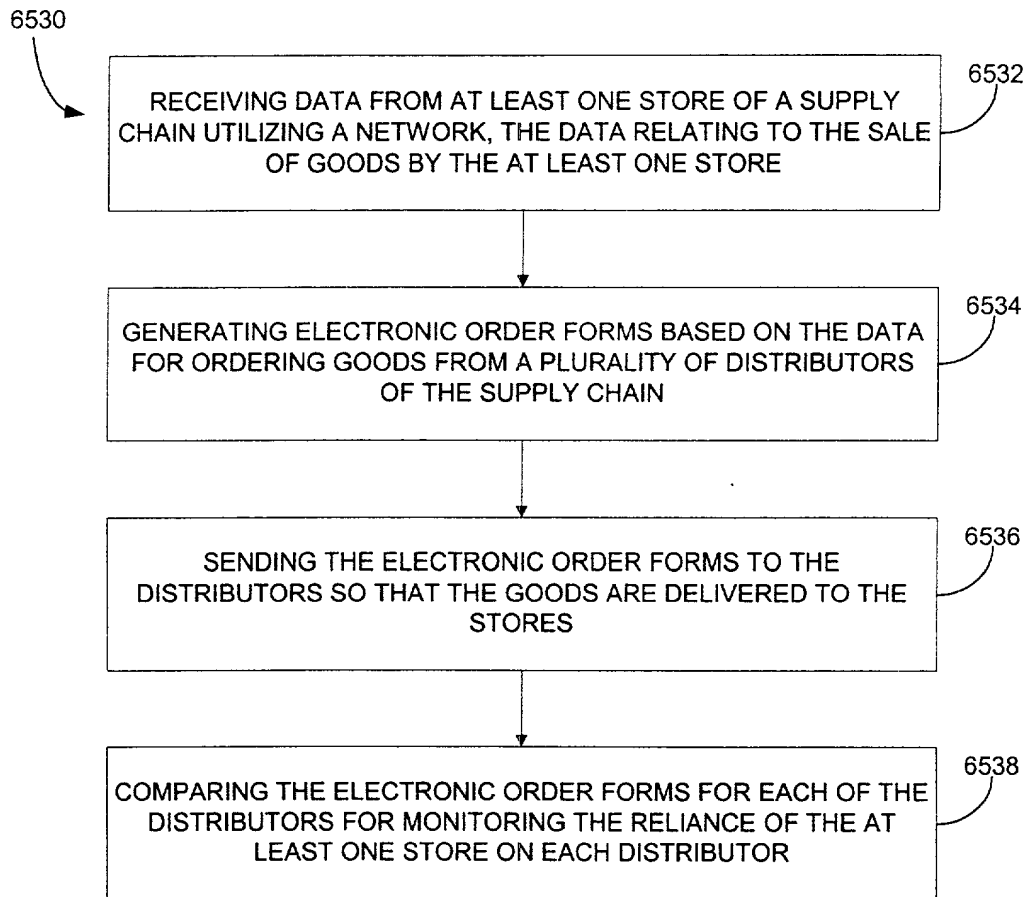 6530
6532
RECEIVING DATA FROM AT LEAST ONE STORE OF A SUPPLY
CHAIN UTILIZING A NETWORK, THE DATA RELATING TO THE SALE
OF GOODS BY THE AT LEAST ONE STORE
6534
GENERATING ELECTRONIC ORDER FORMS BASED ON THE DATA
FOR ORDERING GOODS FROM A PLURALITY OF DISTRIBUTORS
OF THE SUPPLY CHAIN
6536
SENDING THE ELECTRONIC ORDER FORMS TO THE
DISTRIBUTORS SO THAT THE GOODS ARE DELIVERED TO THE
STORES
6538
COMPARING THE ELECTRONIC ORDER FORMS FOR EACH OF THE
DISTRIBUTORS FOR MONITORING THE RELIANCE OF THE AT
LEAST ONE STORE ON EACH DISTRIBUTOR